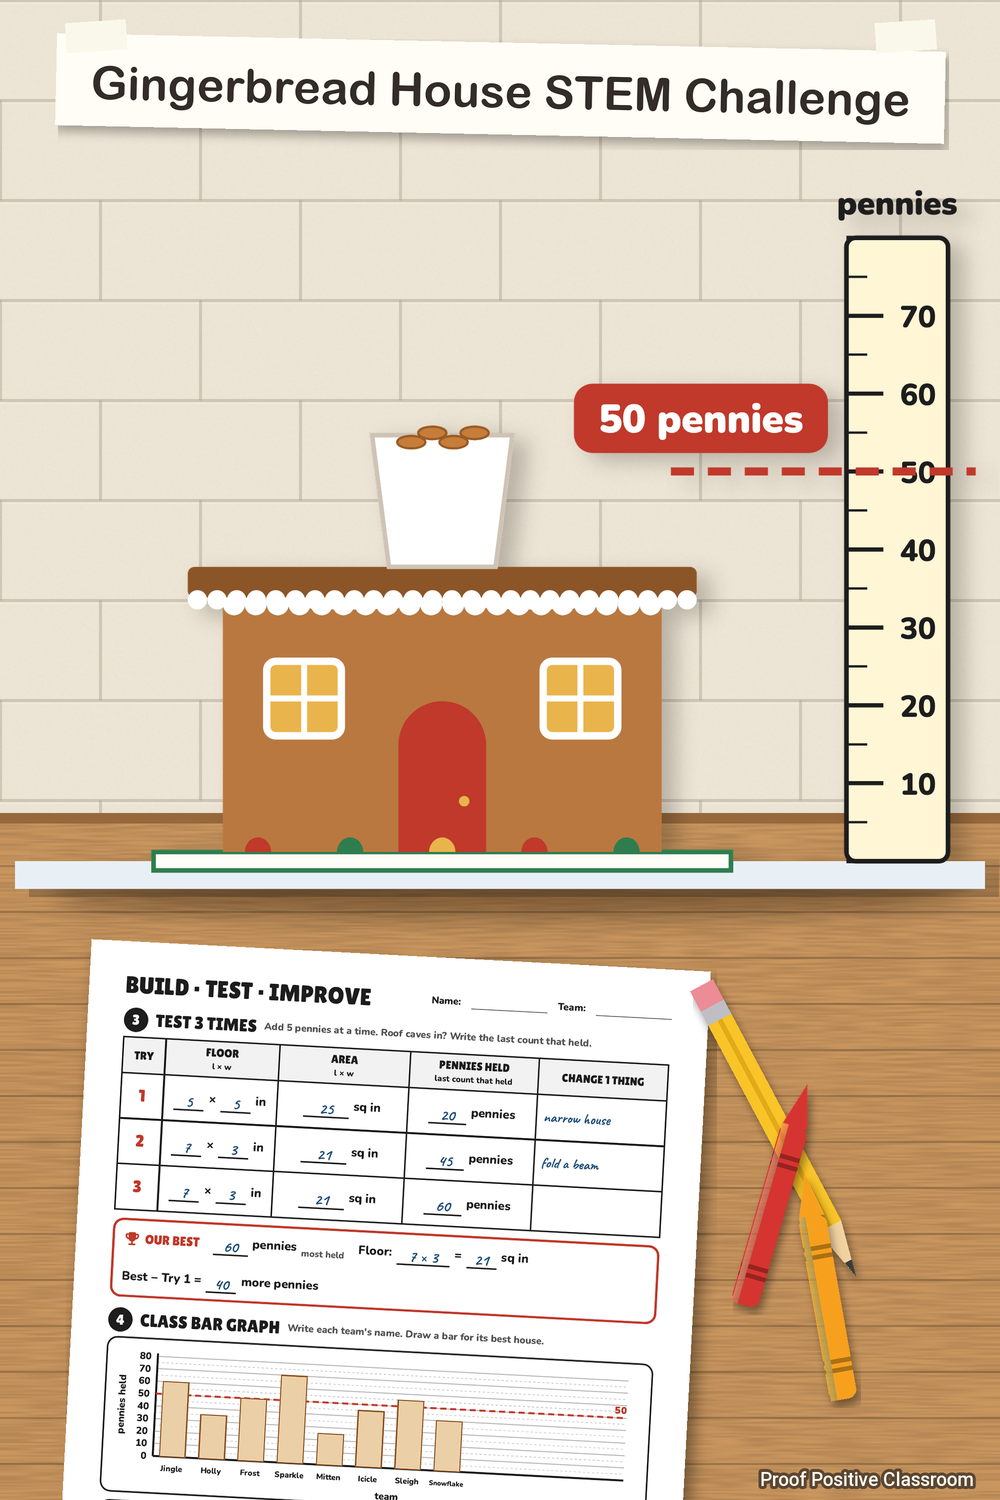 Gingerbread House STEM Challenge
pennies
70
60
50 pennies
50
40
30
20
10
BUILD · TEST · IMPROVE
Name: Team:
3 TEST 3 TIMES Add 5 pennies at a time. Roof caves in? Write the last count that held.
TRY FLOOR AREA PENNIES HELD CHANGE 1 THING
l × w l × w last count that held
1 5 × 5 in 25 sq in 20 pennies narrow house
2 7 × 3 in 21 sq in 45 pennies fold a beam
3 7 × 3 in 21 sq in 60 pennies
OUR BEST 60 pennies most held Floor: 7 × 3 = 21 sq in
Best – Try 1 = 40 more pennies
4 CLASS BAR GRAPH Write each team's name. Draw a bar for its best house.
pennies held
80
70
60
50
40
30
20
10
0
50
Jingle Holly Frost Sparkle Mitten Icicle Sleigh Snowflake
team
Proof Positive Classroom